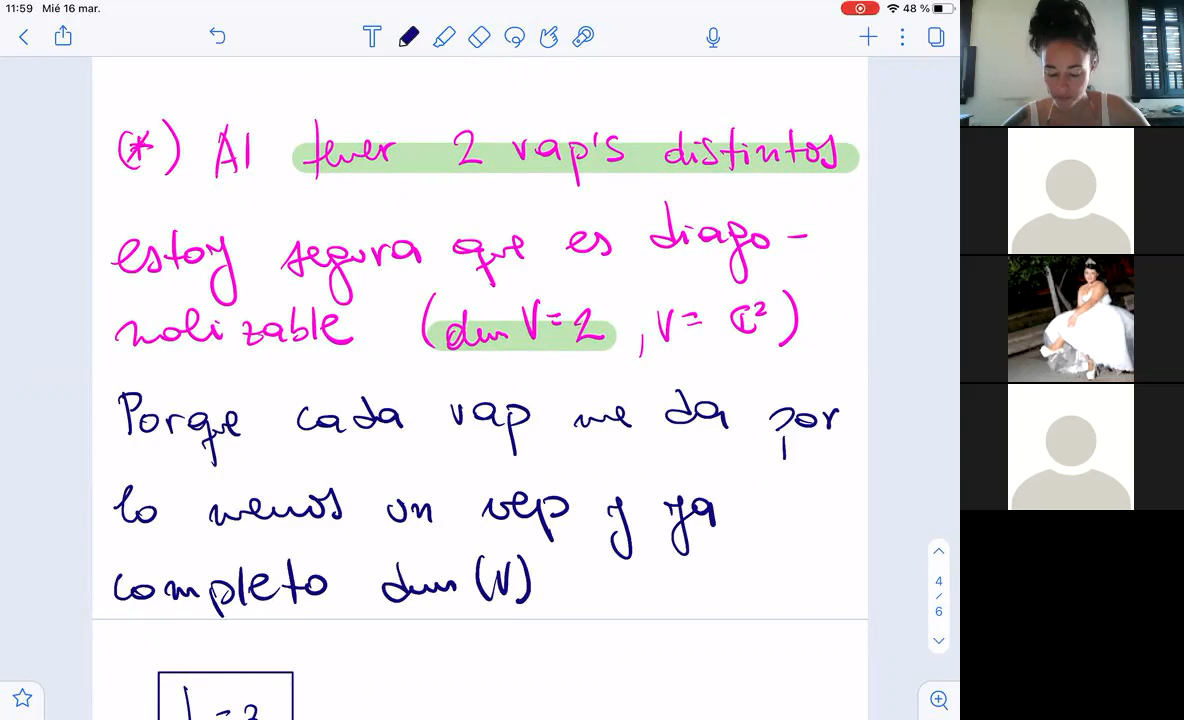 11:59 Mié 16 mar.
48 %
(*) Al tener 2 vap's distintos
estoy segura que es diago-
nalizable (dim V=2, V= ℂ²)
Porque cada vap me da por
lo menos un vep y ya
completo dim (V)
4
/
6